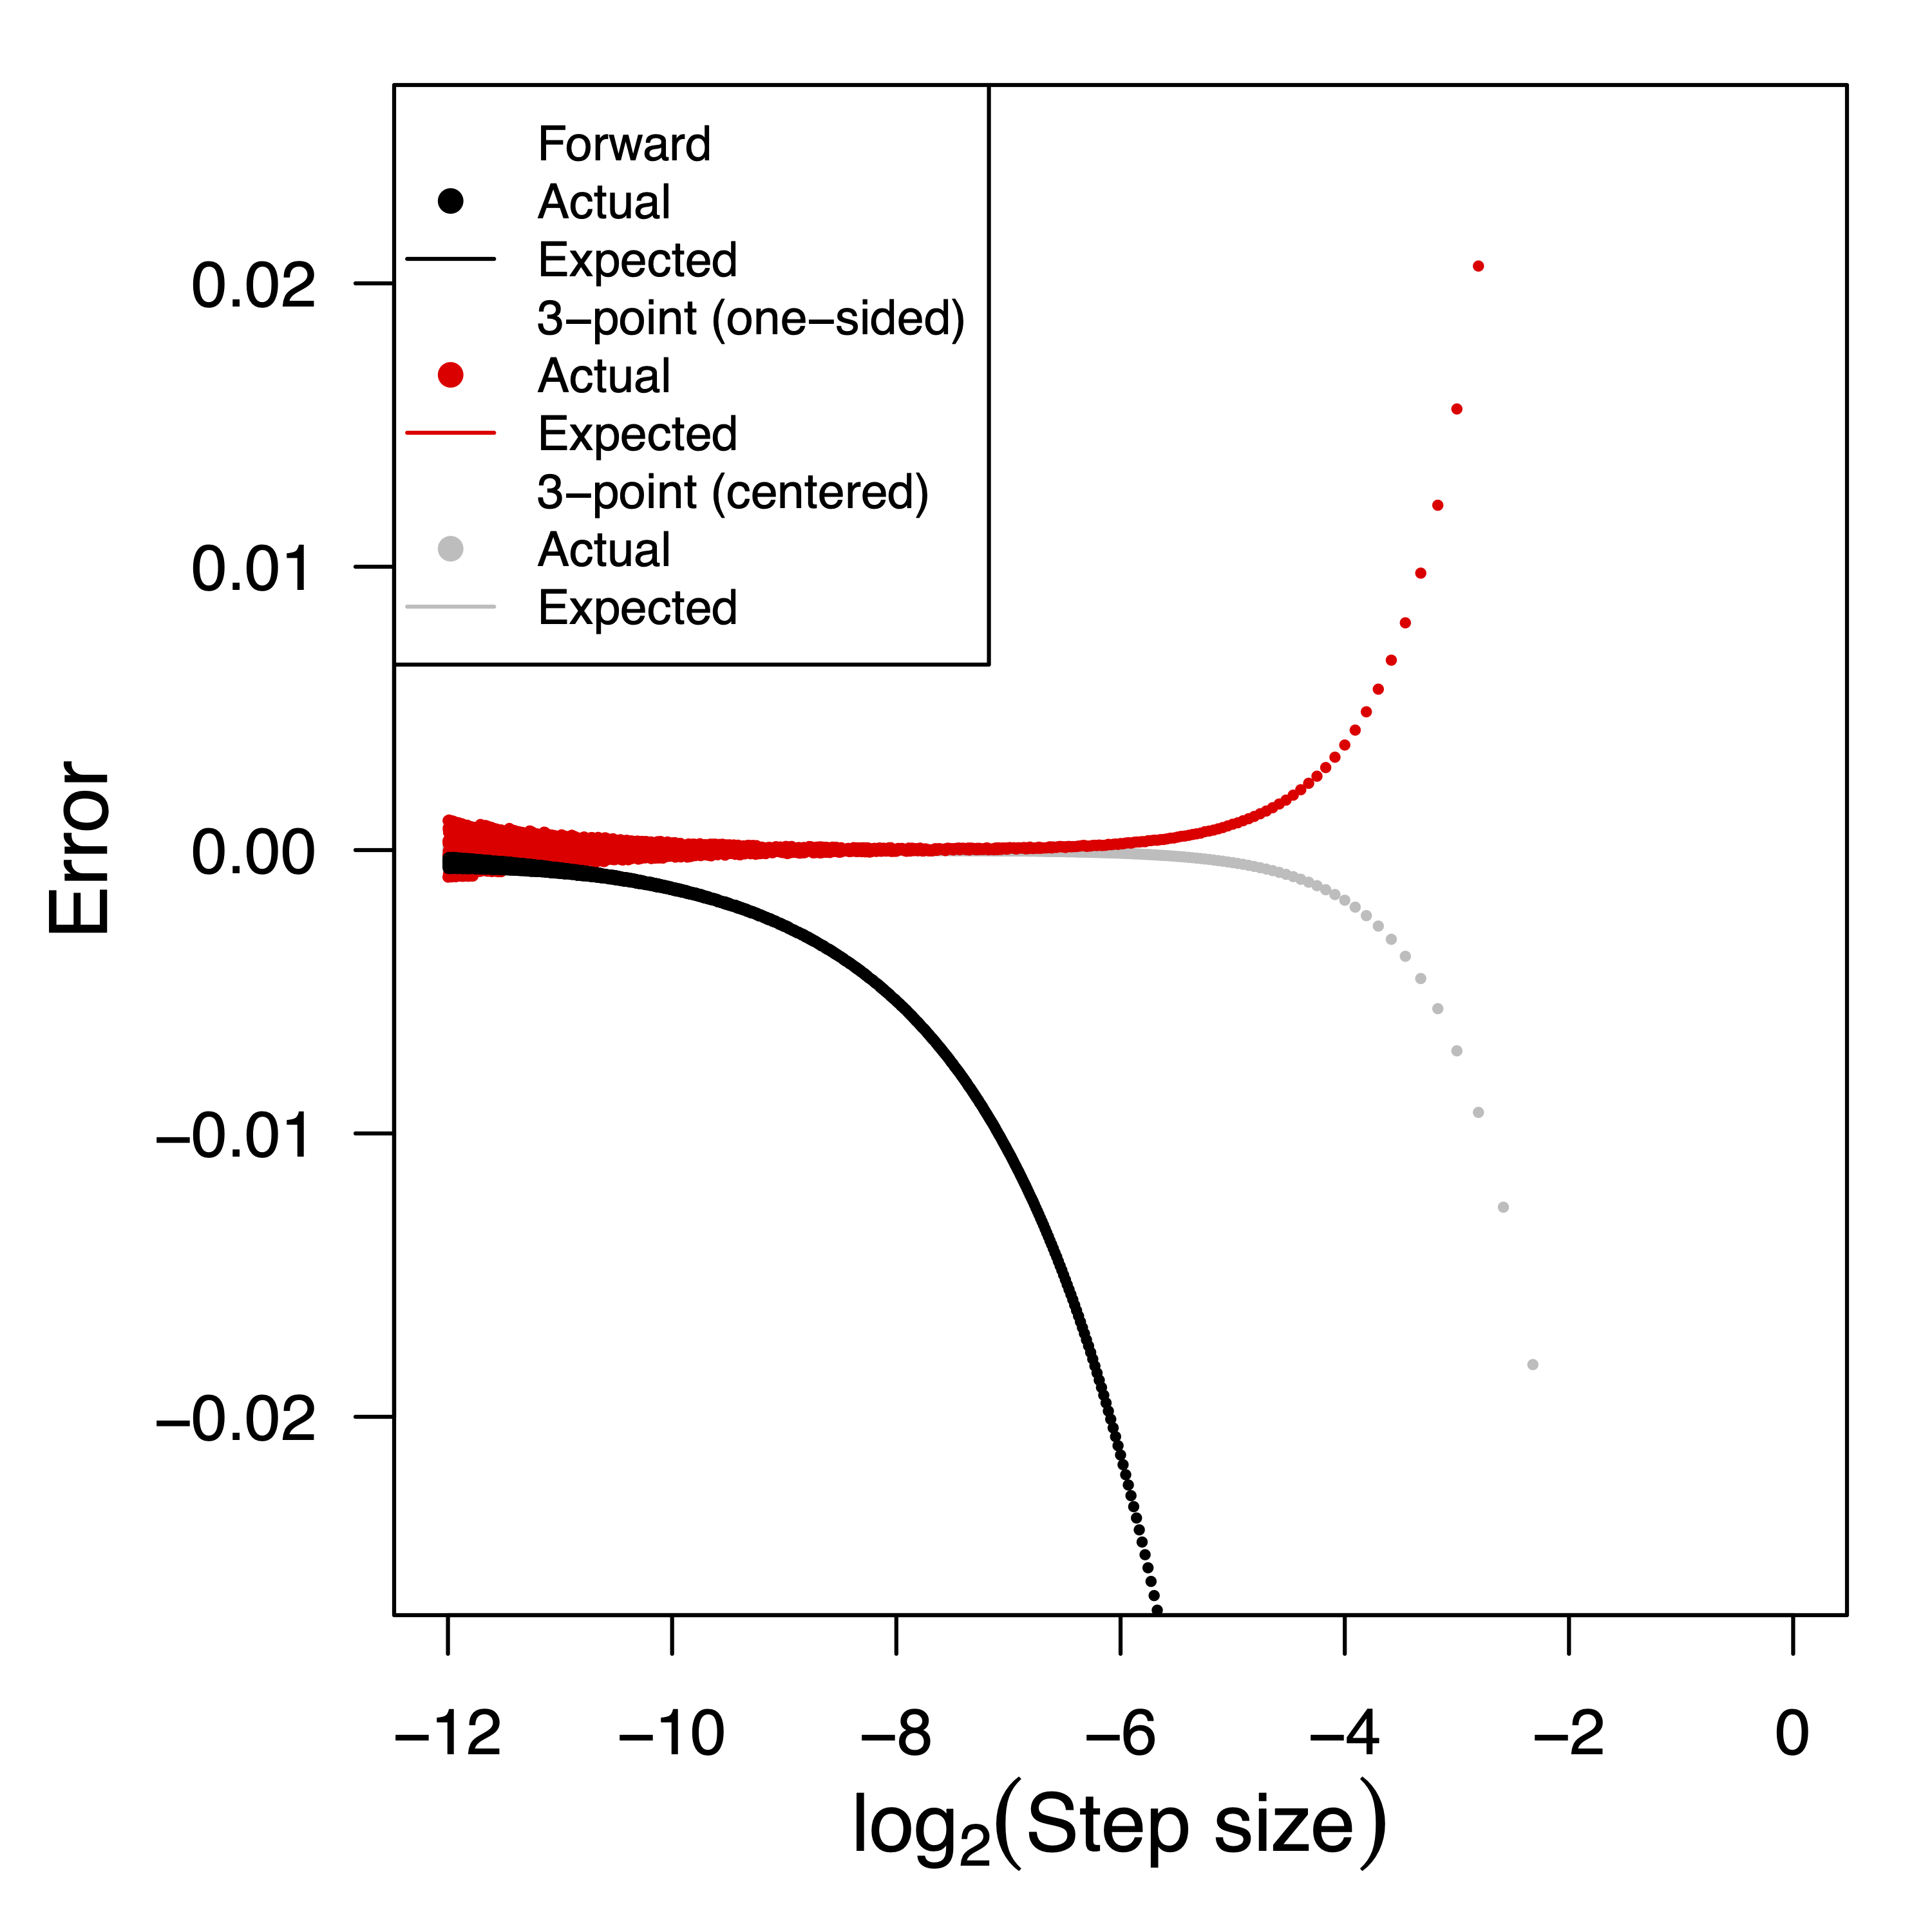 Forward
Actual
Expected
3−point (one−sided)
Actual
Expected
3−point (centered)
Actual
Expected
0.02
0.01
0.00
−0.01
−0.02
Error
−12 −10 −8 −6 −4 −2 0
log₂(Step size)